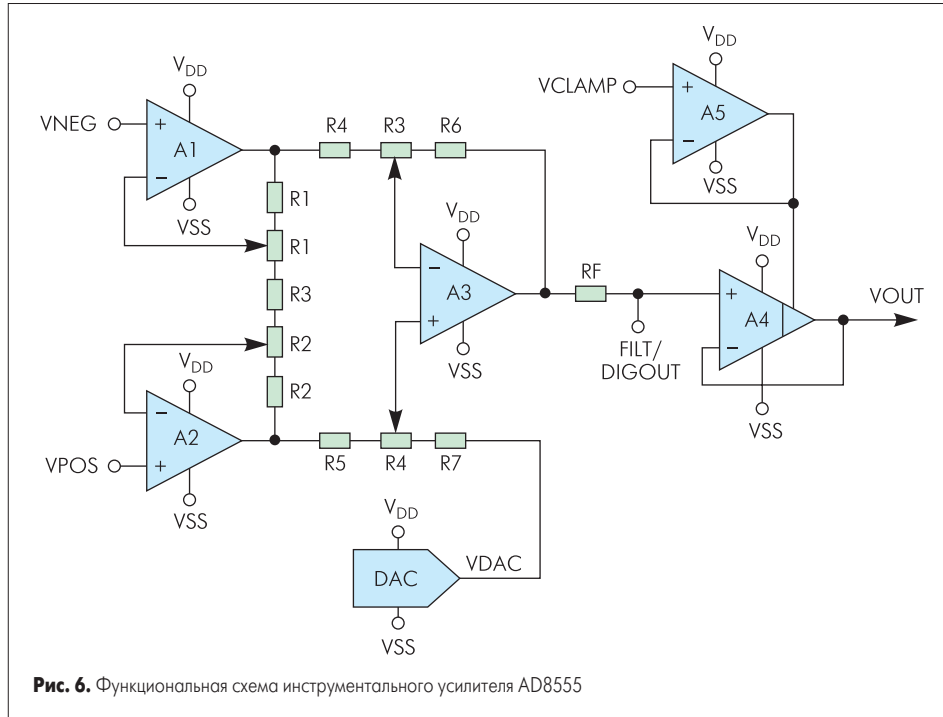 VDD
VCLAMP
+
A5
−
VSS
VDD
VNEG
+
A1
−
VSS
R4 R3 R6
R1
R1
R3
R2
R2
VDD
−
A3
+
VSS
RF
FILT/
DIGOUT
VDD
+
A4
−
VSS
VOUT
VDD
−
A2
+
VPOS
VSS
R5 R4 R7
VDD
DAC
VDAC
VSS
Рис. 6. Функциональная схема инструментального усилителя AD8555